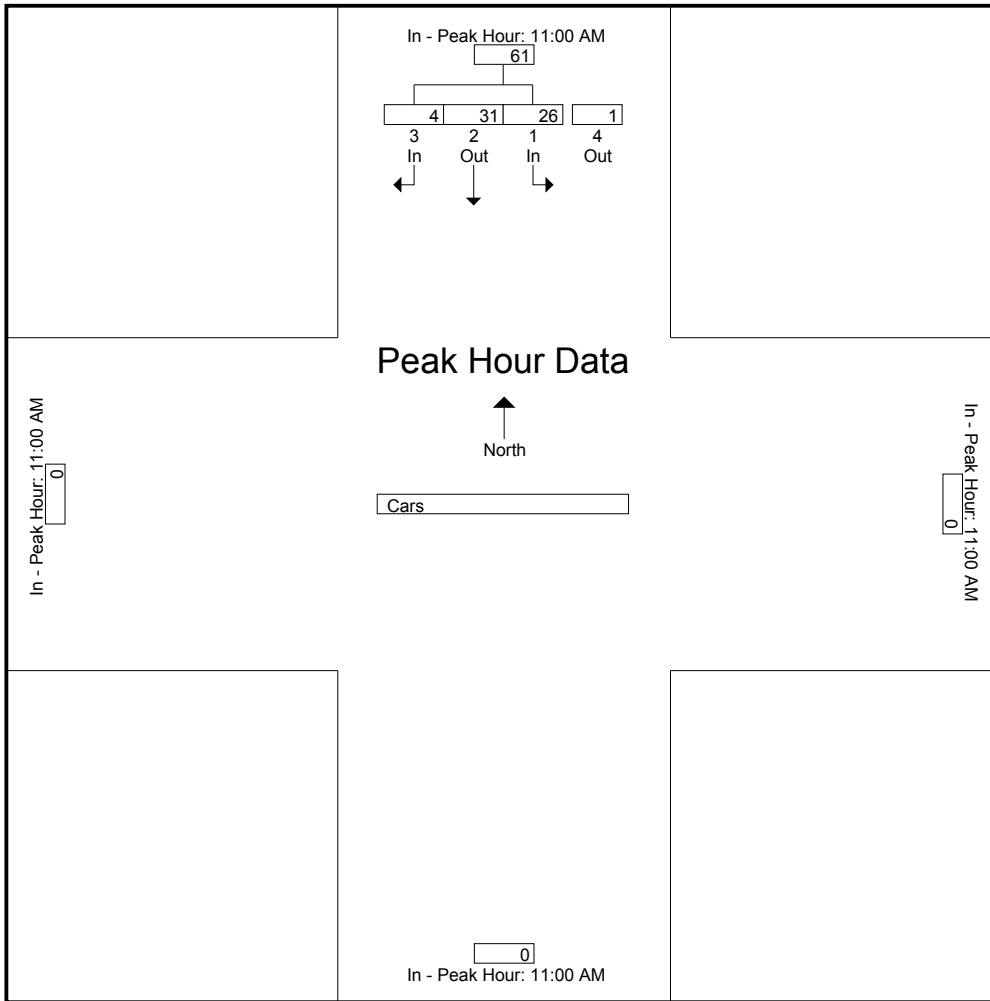 In - Peak Hour: 11:00 AM
61
4 31 26 1
3 2 1 4
In Out In Out
Peak Hour Data
North
Cars
In - Peak Hour: 11:00 AM
0
In - Peak Hour: 11:00 AM
0
0
In - Peak Hour: 11:00 AM